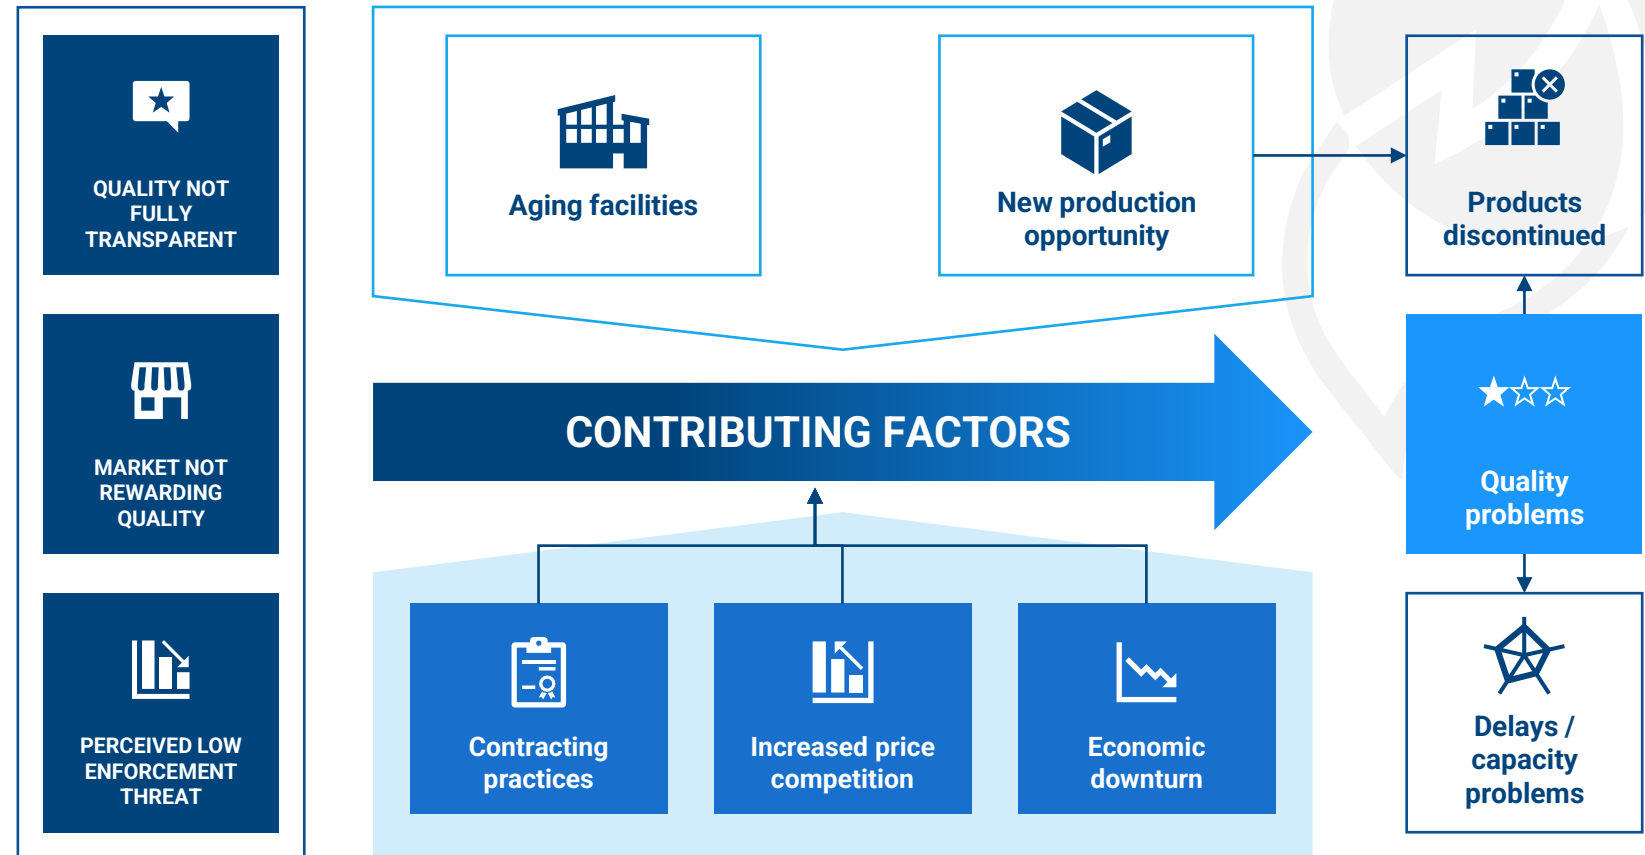 QUALITY NOT
FULLY
TRANSPARENT
MARKET NOT
REWARDING
QUALITY
PERCEIVED LOW
ENFORCEMENT
THREAT
Aging facilities
New production
opportunity
CONTRIBUTING FACTORS
Contracting
practices
Increased price
competition
Economic
downturn
Products
discontinued
Quality
problems
Delays /
capacity
problems